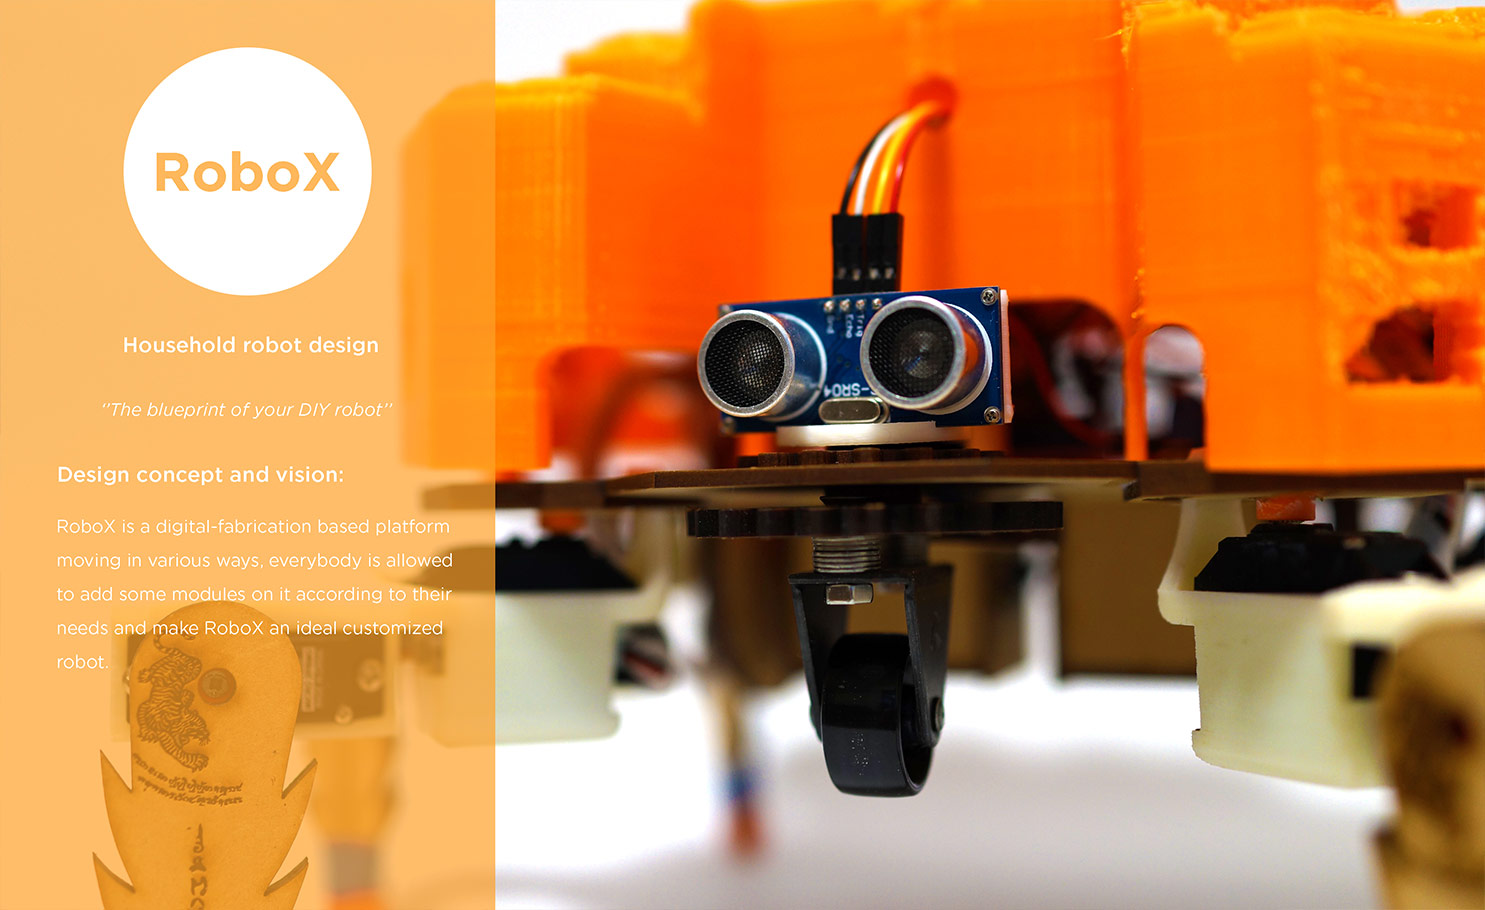 RoboX
Household robot design
"The blueprint of your DIY robot"
Design concept and vision:
RoboX is a digital-fabrication based platform
moving in various ways, everybody is allowed
to add some modules on it according to their
needs and make RoboX an ideal customized
robot.
Trig
Echo
Gnd
-SR04